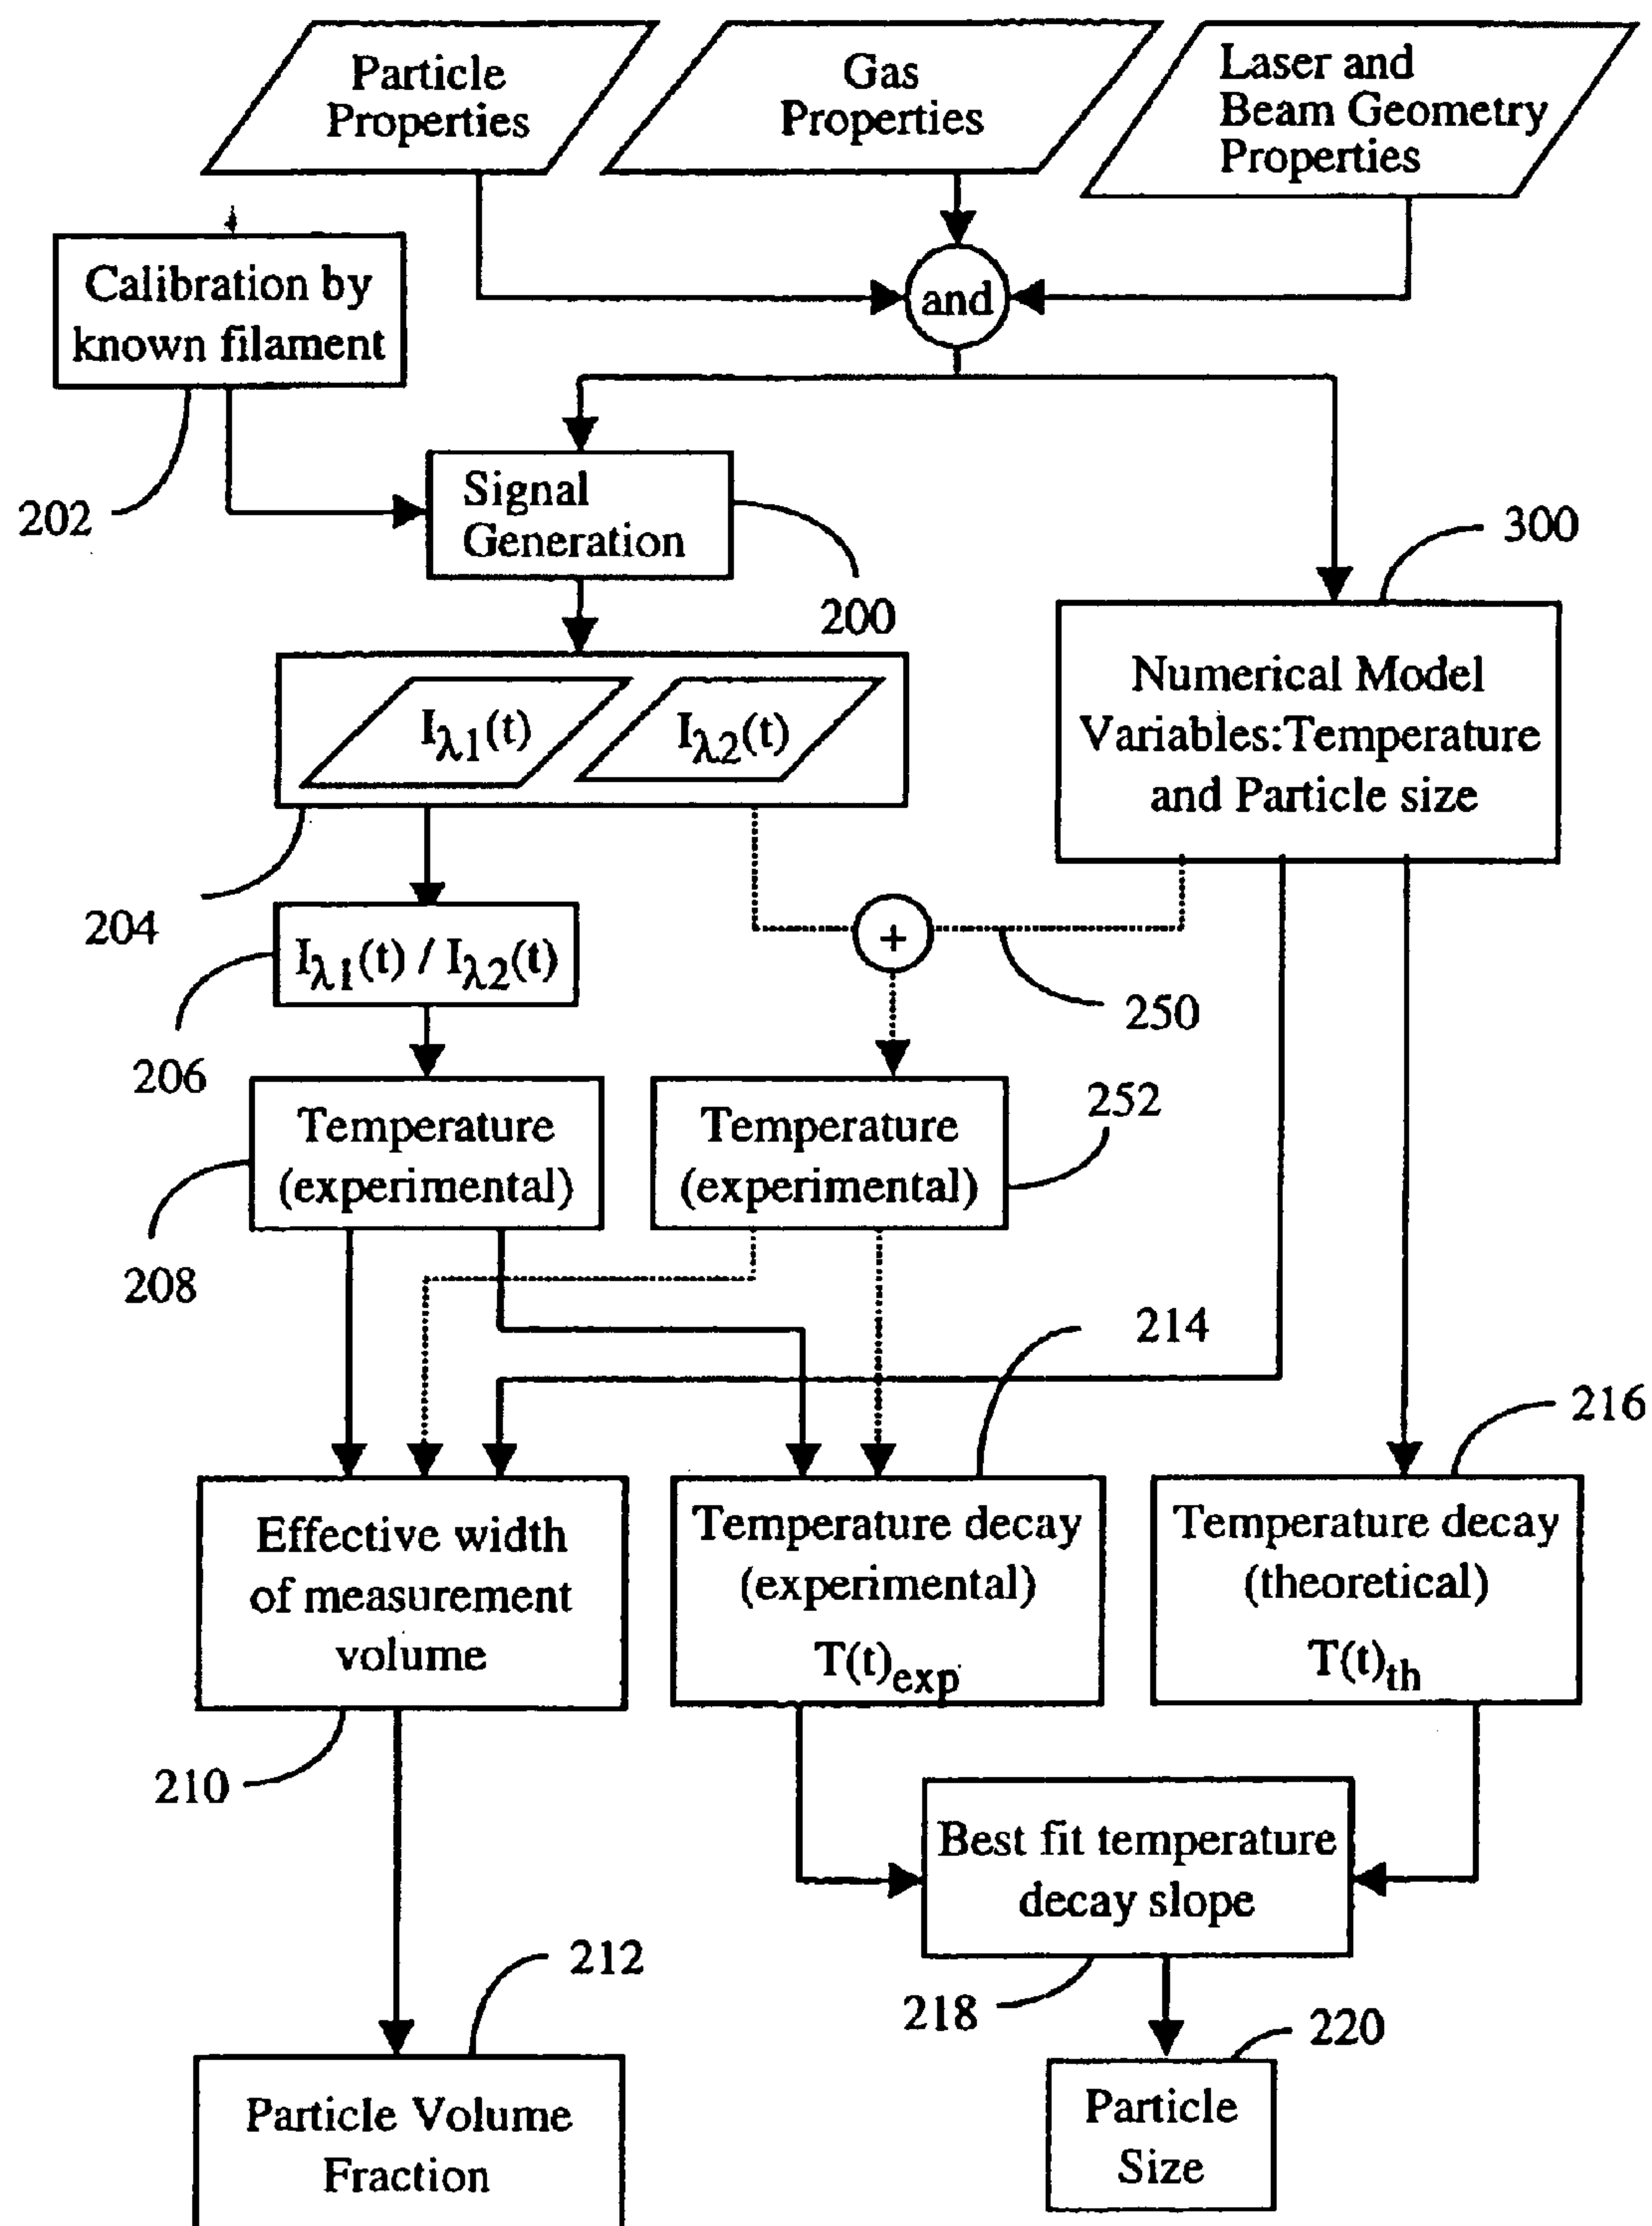 Particle
Properties
Gas
Properties
Laser and
Beam Geometry
Properties
Calibration by
known filament
and
202
Signal
Generation
200
300
Numerical Model
Variables:Temperature
and Particle size
Iλ1(t)
Iλ2(t)
204
Iλ1(t) / Iλ2(t)
+
250
206
Temperature
(experimental)
Temperature
(experimental)
252
208
214
216
Effective width
of measurement
volume
Temperature decay
(experimental)
T(t)exp
Temperature decay
(theoretical)
T(t)th
210
Best fit temperature
decay slope
212
218
220
Particle Volume
Fraction
Particle
Size